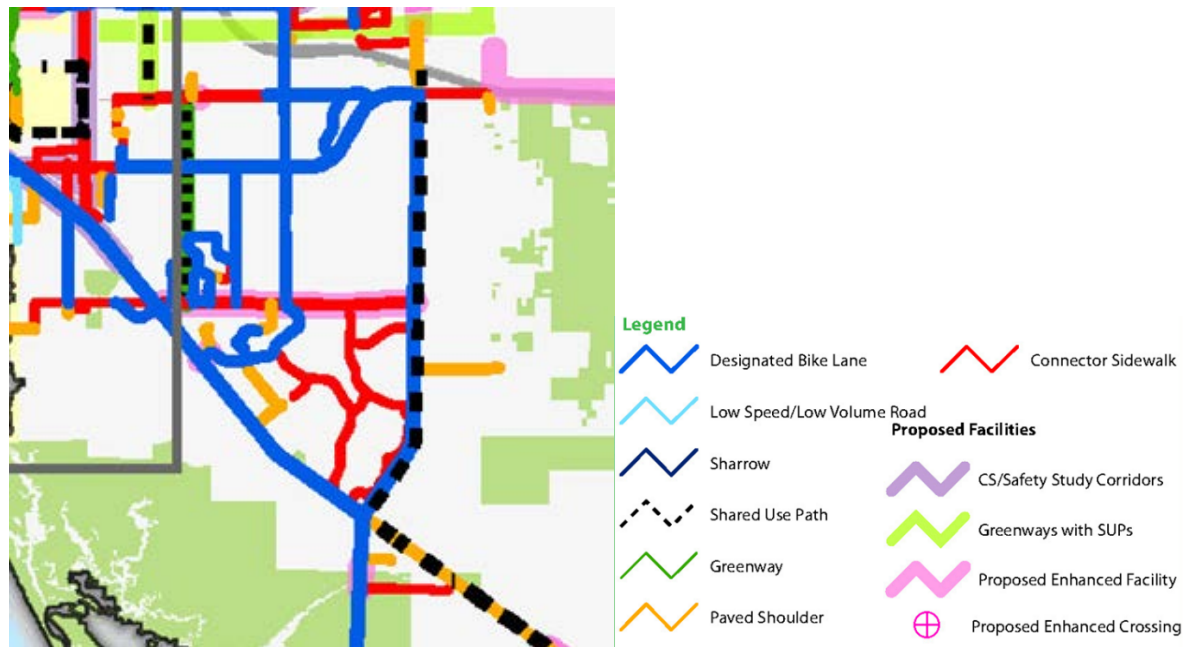 Legend
Designated Bike Lane
Connector Sidewalk
Low Speed/Low Volume Road
Proposed Facilities
Sharrow
CS/Safety Study Corridors
Shared Use Path
Greenways with SUPs
Greenway
Proposed Enhanced Facility
Paved Shoulder
Proposed Enhanced Crossing